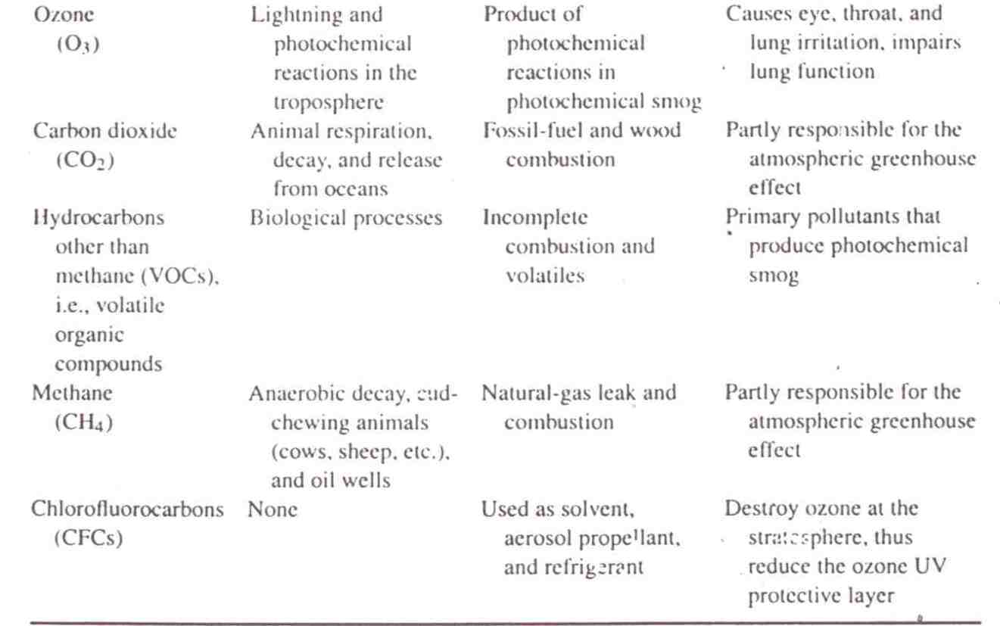 Ozone Lightning and Product of Causes eye, throat, and
(O3) photochemical photochemical lung irritation, impairs
reactions in the reactions in lung function
troposphere photochemical smog
Carbon dioxide Animal respiration, Fossil-fuel and wood Partly responsible for the
(CO2) decay, and release combustion atmospheric greenhouse
from oceans effect
Hydrocarbons Biological processes Incomplete Primary pollutants that
other than combustion and produce photochemical
methane (VOCs), volatiles smog
i.e., volatile
organic
compounds
Methane Anaerobic decay, cud- Natural-gas leak and Partly responsible for the
(CH4) chewing animals combustion atmospheric greenhouse
(cows, sheep, etc.), effect
and oil wells
Chlorofluorocarbons None Used as solvent, Destroy ozone at the
(CFCs) aerosol propellant, stratosphere, thus
and refrigerant reduce the ozone UV
protective layer